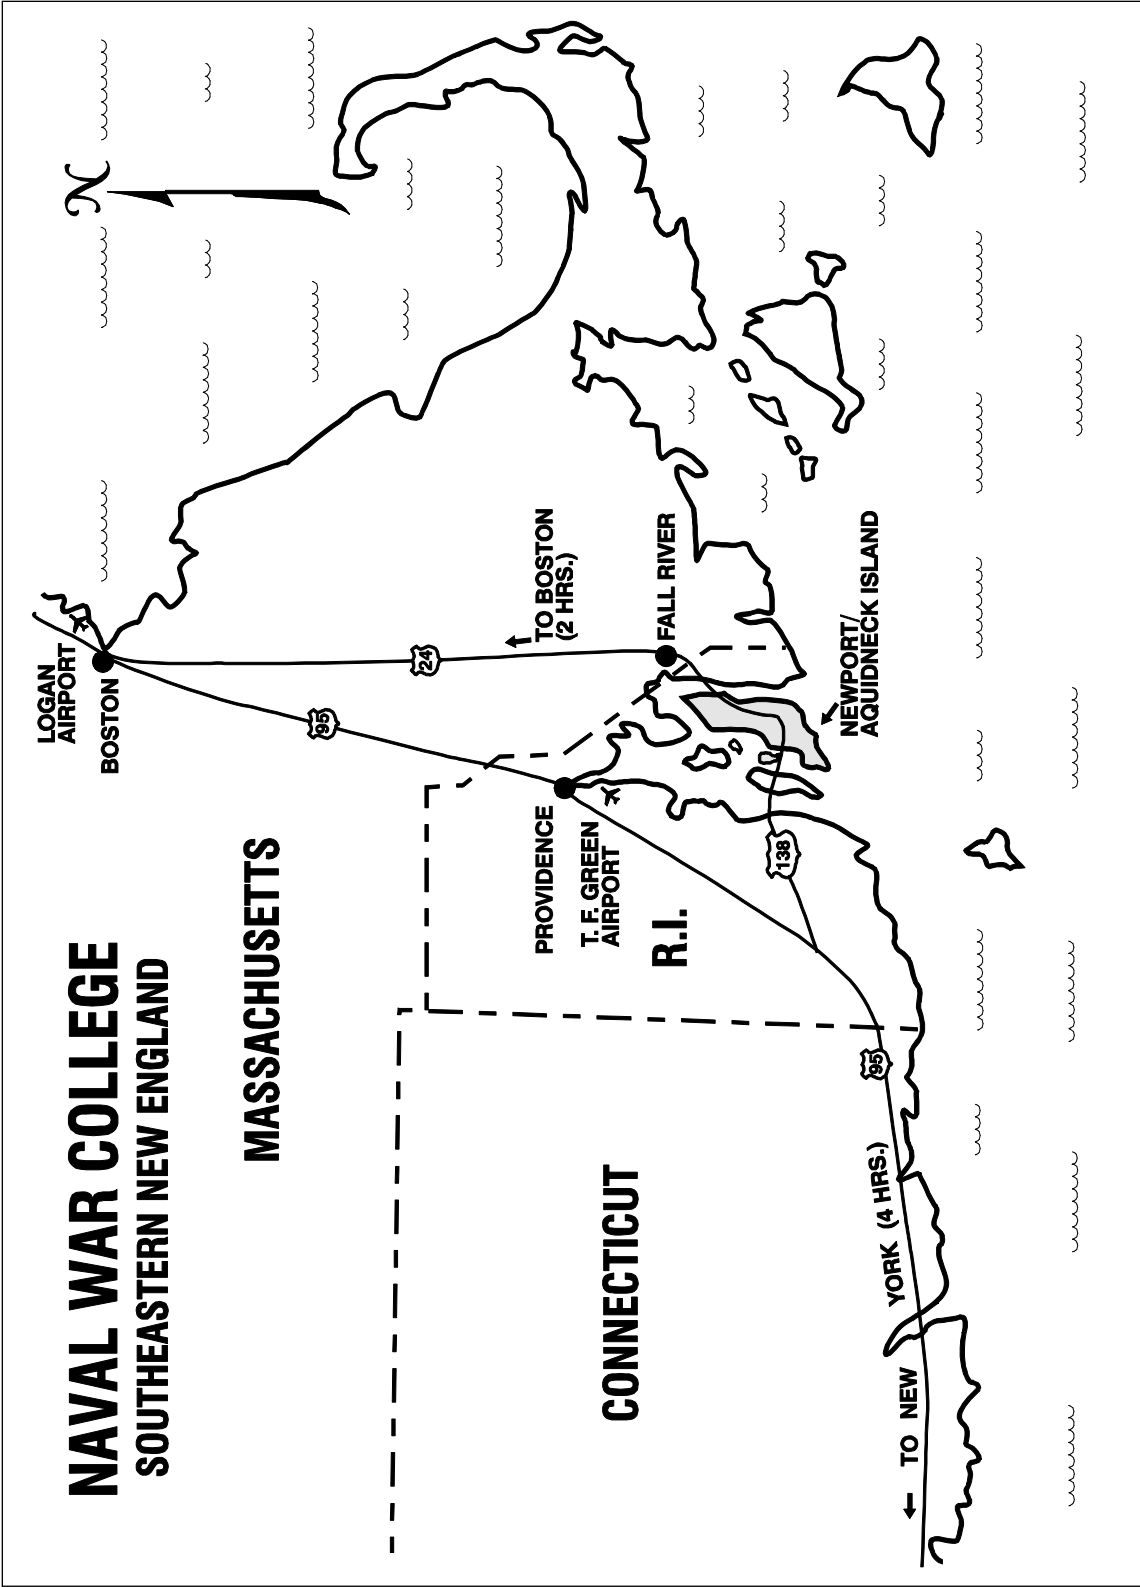 NAVAL WAR COLLEGE
SOUTHEASTERN NEW ENGLAND
N
LOGAN
AIRPORT
BOSTON
MASSACHUSETTS
95
24
TO BOSTON
(2 HRS.)
PROVIDENCE
T. F. GREEN
AIRPORT
FALL RIVER
R.I.
CONNECTICUT
138
NEWPORT/
AQUIDNECK ISLAND
95
TO NEW YORK (4 HRS.)